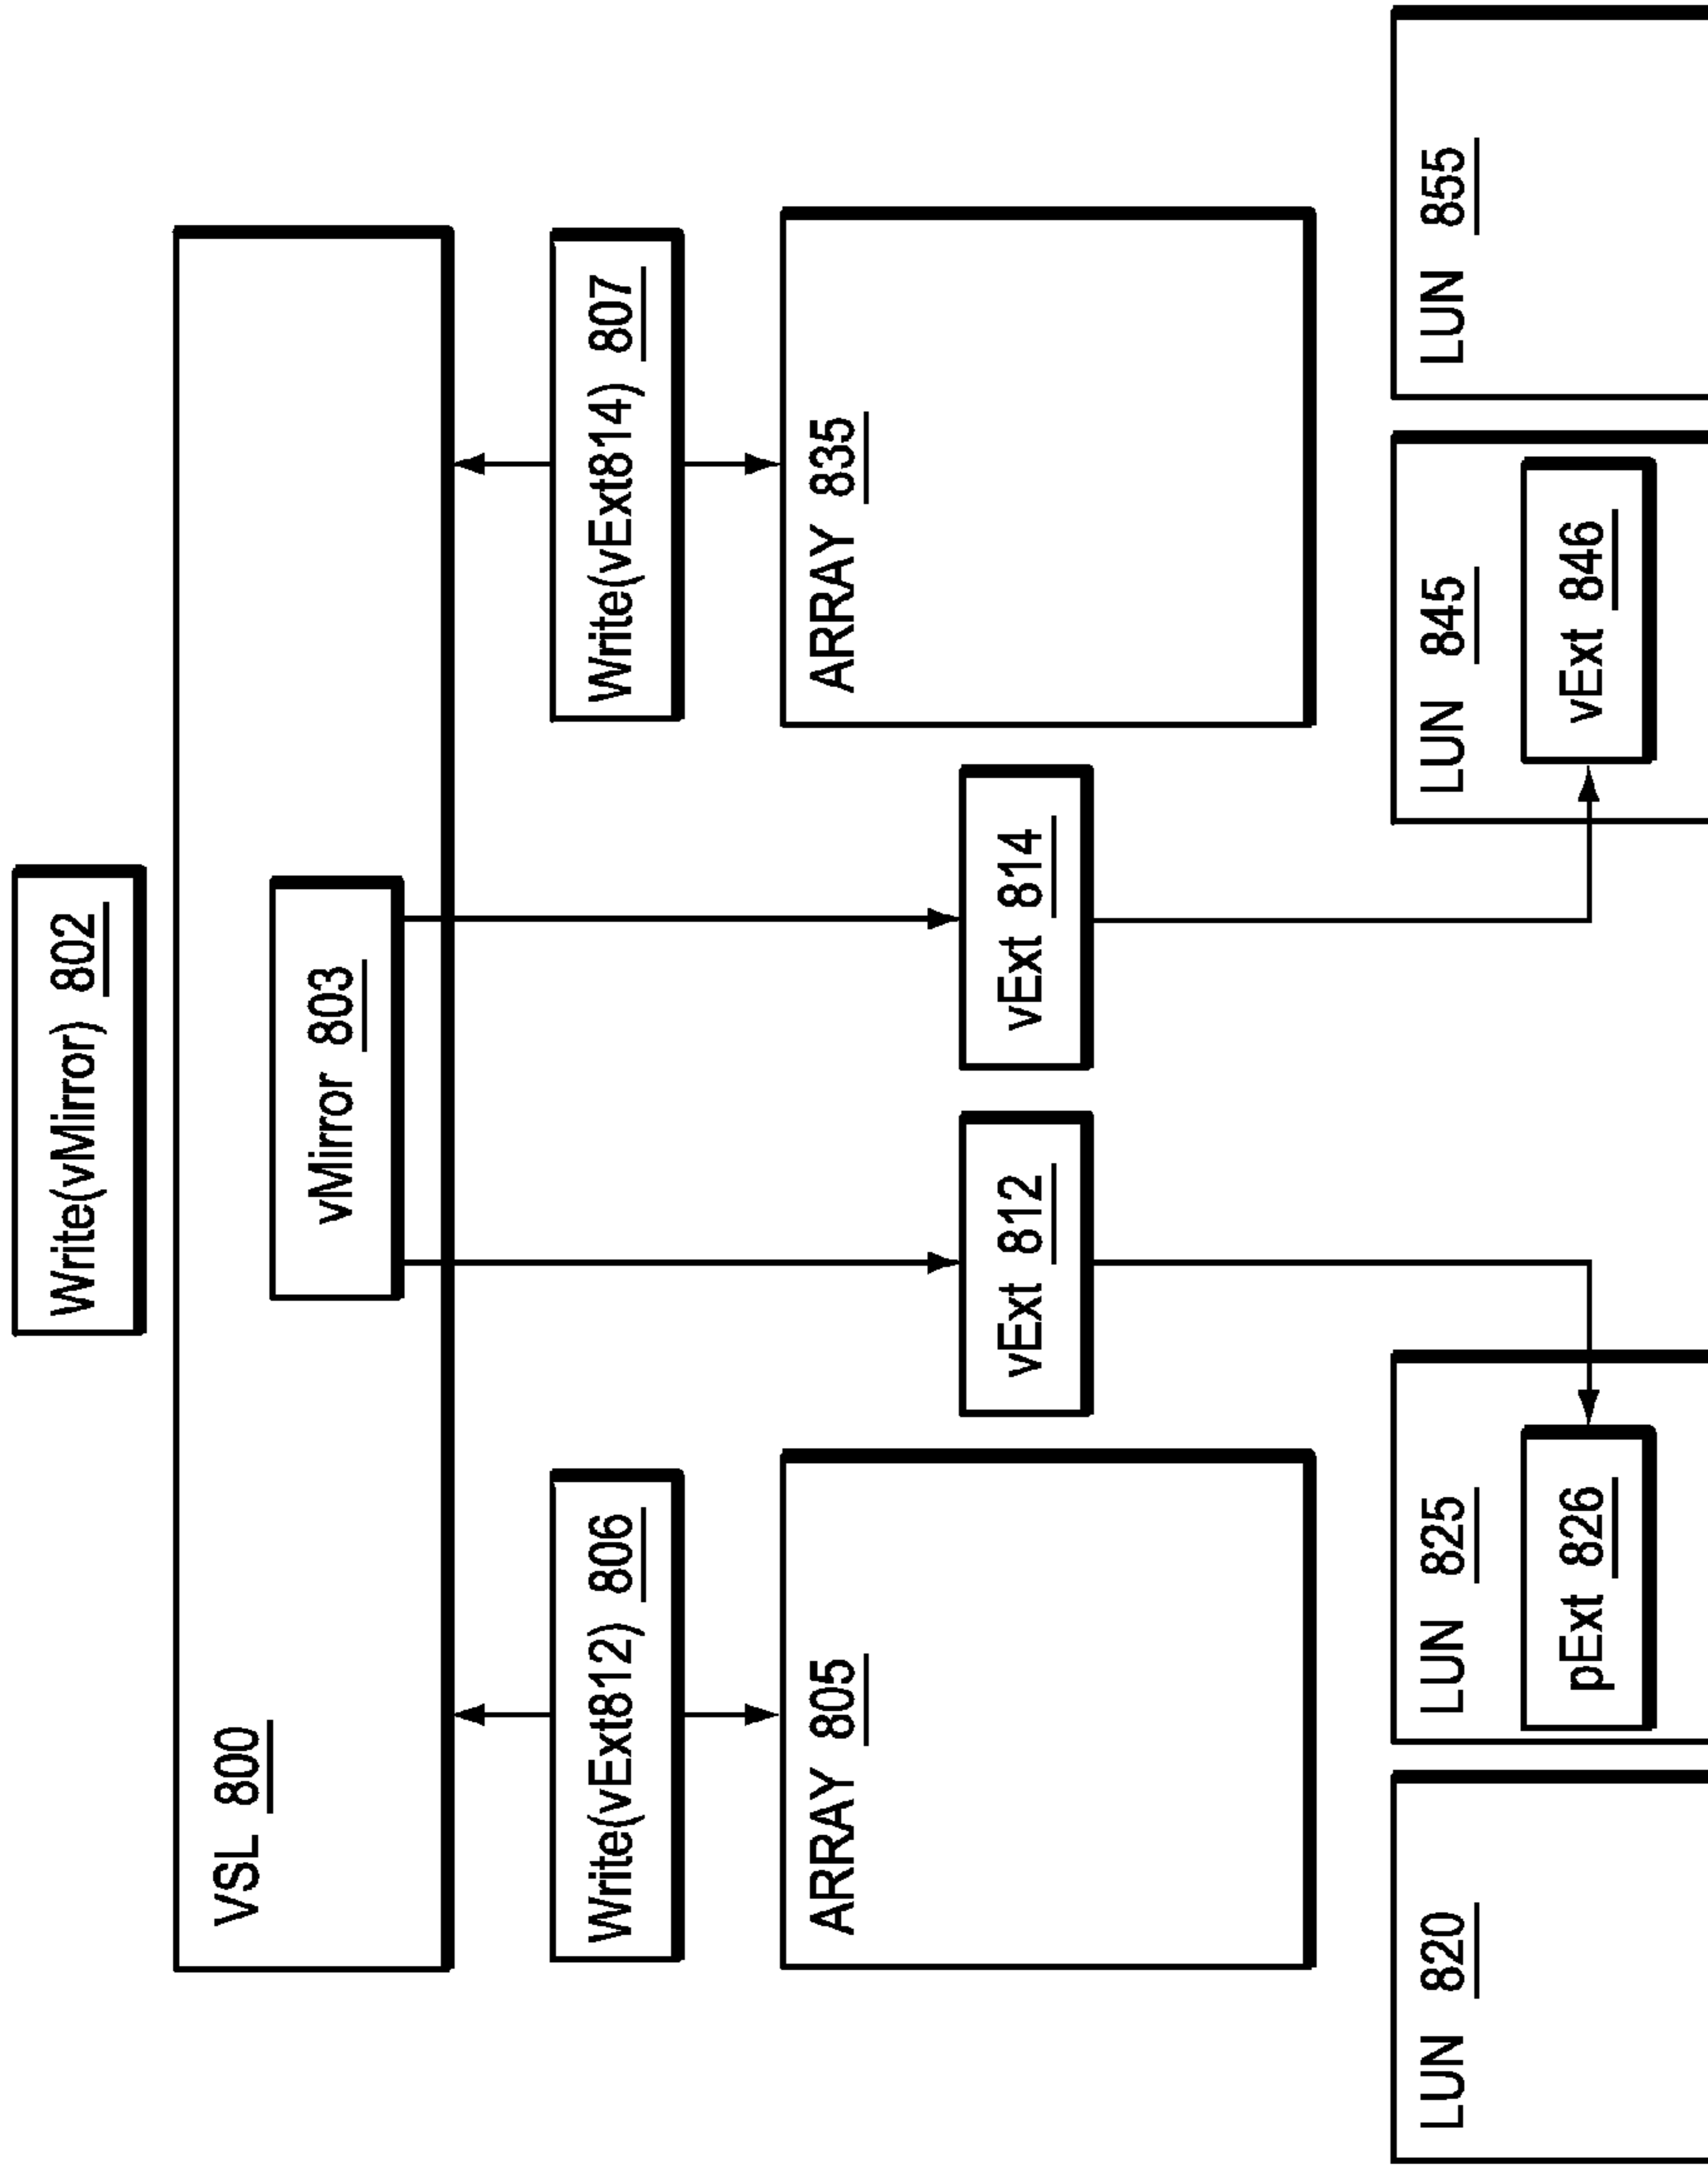 Write(vMirror) 802
VSL 800
vMirror 803
Write(vExt812) 806
Write(vExt814) 807
ARRAY 805
ARRAY 835
vExt 812
vExt 814
LUN 820
LUN 825
LUN 845
LUN 855
pExt 826
vExt 846